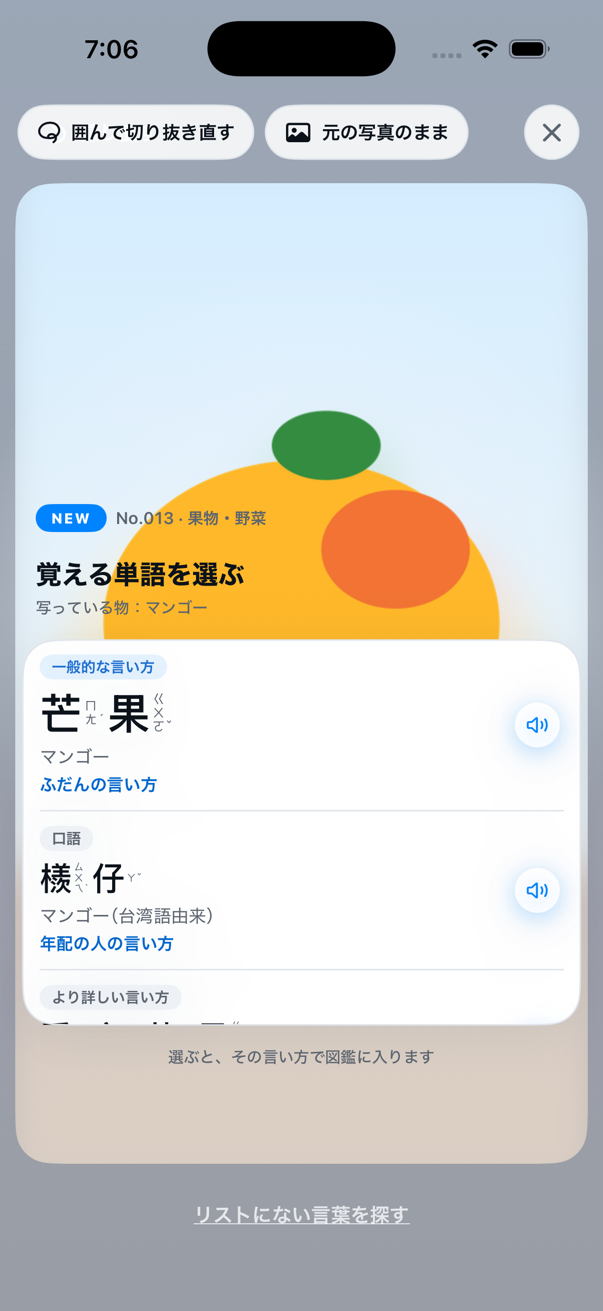 7:06
囲んで切り抜き直す
元の写真のまま
NEW No.013・果物・野菜
覚える単語を選ぶ
写っている物：マンゴー
一般的な言い方
芒ㄇㄤˊ果ㄍㄨㄛˇ
マンゴー
ふだんの言い方
口語
檨ㄙㄨㄟˋ仔ㄚˇ
マンゴー（台湾語由来）
年配の人の言い方
より詳しい言い方
選ぶと、その言い方で図鑑に入ります
リストにない言葉を探す